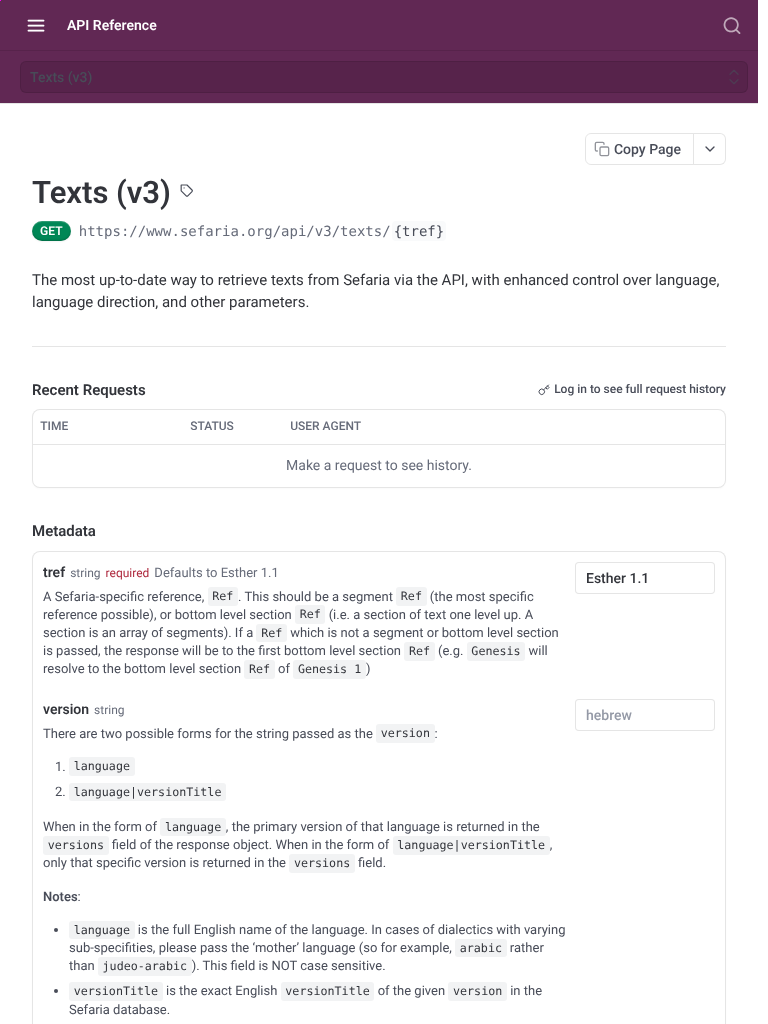 API Reference
Texts (v3)
Copy Page
Texts (v3)
GET https://www.sefaria.org/api/v3/texts/{tref}
The most up-to-date way to retrieve texts from Sefaria via the API, with enhanced control over language,
language direction, and other parameters.
Recent Requests
Log in to see full request history
TIME STATUS USER AGENT
Make a request to see history.
Metadata
tref string required Defaults to Esther 1.1
Esther 1.1
A Sefaria-specific reference, Ref . This should be a segment Ref (the most specific
reference possible), or bottom level section Ref (i.e. a section of text one level up. A
section is an array of segments). If a Ref which is not a segment or bottom level section
is passed, the response will be to the first bottom level section Ref (e.g. Genesis will
resolve to the bottom level section Ref of Genesis 1 )
version string
hebrew
There are two possible forms for the string passed as the version :
1. language
2. language|versionTitle
When in the form of language , the primary version of that language is returned in the
versions field of the response object. When in the form of language|versionTitle ,
only that specific version is returned in the versions field.
Notes:
• language is the full English name of the language. In cases of dialectics with varying
sub-specifities, please pass the ‘mother’ language (so for example, arabic rather
than judeo-arabic ). This field is NOT case sensitive.
• versionTitle is the exact English versionTitle of the given version in the
Sefaria database.